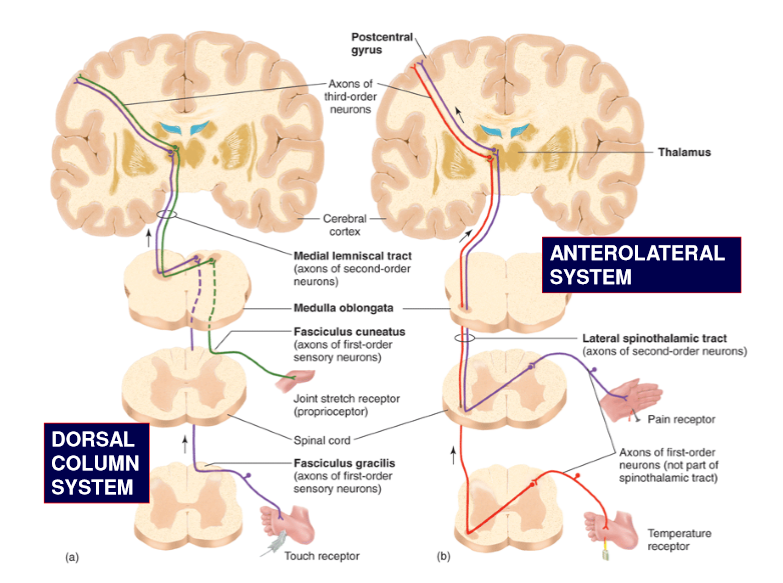 Postcentral
gyrus
Axons of
third-order
neurons
Thalamus
Cerebral
cortex
Medial lemniscal tract
(axons of second-order
neurons)
ANTEROLATERAL
SYSTEM
Medulla oblongata
Fasciculus cuneatus
(axons of first-order
sensory neurons)
Lateral spinothalamic tract
(axons of second-order neurons)
Joint stretch receptor
(proprioceptor)
Pain receptor
DORSAL
COLUMN
SYSTEM
Spinal cord
Fasciculus gracilis
(axons of first-order
sensory neurons)
Axons of first-order
neurons (not part of
spinothalamic tract)
Temperature
receptor
(a)
Touch receptor
(b)